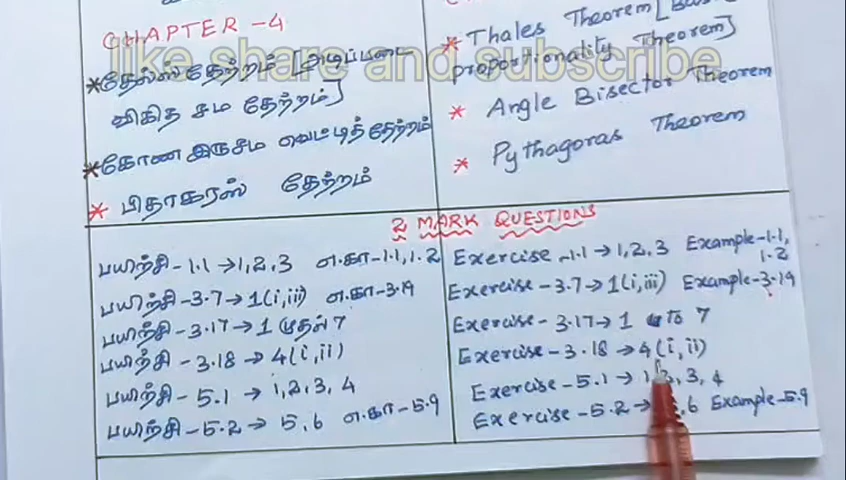 CHAPTER - 4
* தேல்ஸ் தேற்றம் [அடிப்படை
விகித சம தேற்றம்]
* கோண இருசம வெட்டித் தேற்றம்
* பிதாகரஸ் தேற்றம்
* Thales Theorem [Basic
proportionality Theorem]
* Angle Bisector Theorem
* Pythagoras Theorem
like share and subscribe
2 MARK QUESTIONS
பயிற்சி - 1.1 → 1,2,3 எ.கா - 1.1, 1.2
பயிற்சி - 3.7 → 1(i,iii) எ.கா - 3.19
பயிற்சி - 3.17 → 1 முதல் 7
பயிற்சி - 3.18 → 4(i,ii)
பயிற்சி - 5.1 → 1,2,3,4
பயிற்சி - 5.2 → 5,6 எ.கா - 5.9
Exercise - 1.1 → 1,2,3 Example - 1.1,
1.2
Exercise - 3.7 → 1(i,iii) Example - 3.19
Exercise - 3.17 → 1 to 7
Exercise - 3.18 → 4(i,ii)
Exercise - 5.1 → 1,2,3,4
Exercise - 5.2 → ,6 Example - 5.9